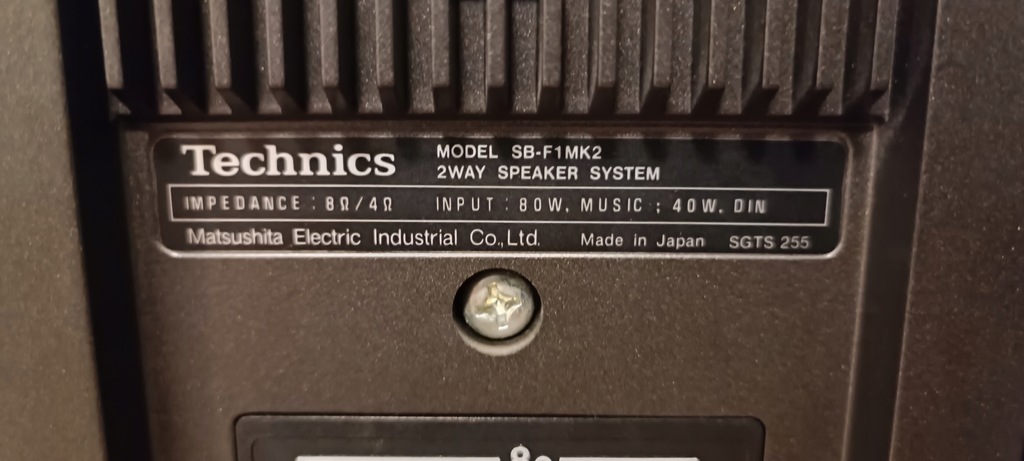 Technics
MODEL SB-F1MK2
2WAY SPEAKER SYSTEM
IMPEDANCE : 8Ω/4Ω INPUT : 80W. MUSIC ; 40W. DIN
Matsushita Electric Industrial Co., Ltd. Made in Japan SGTS 255